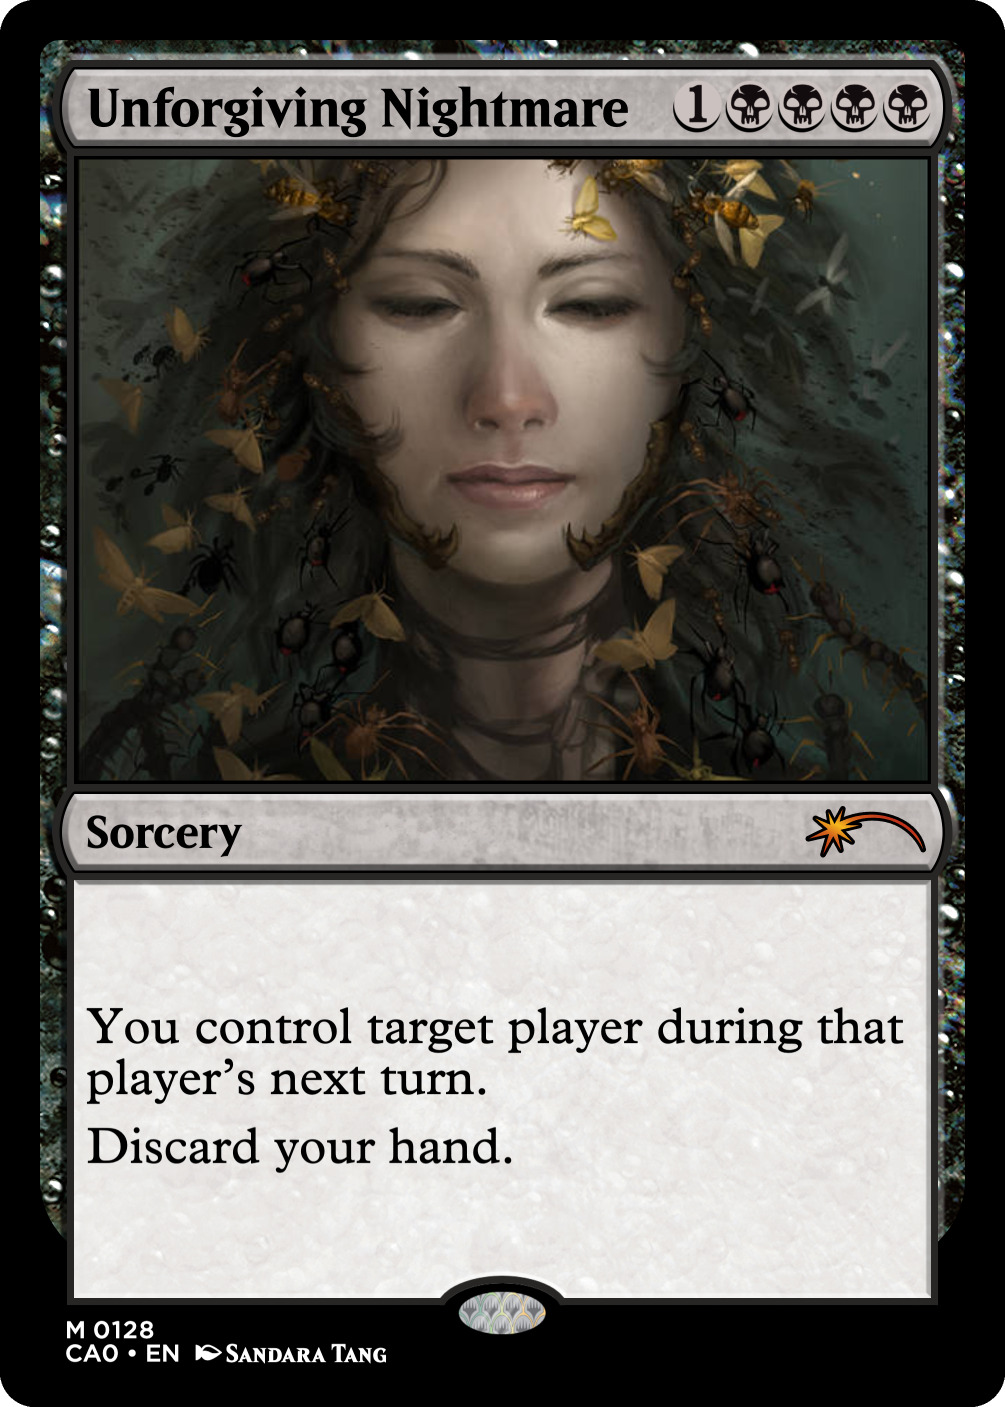 Unforgiving Nightmare 1
Sorcery
You control target player during that
player's next turn.
Discard your hand.
M 0128
CAO • EN SANDARA TANG